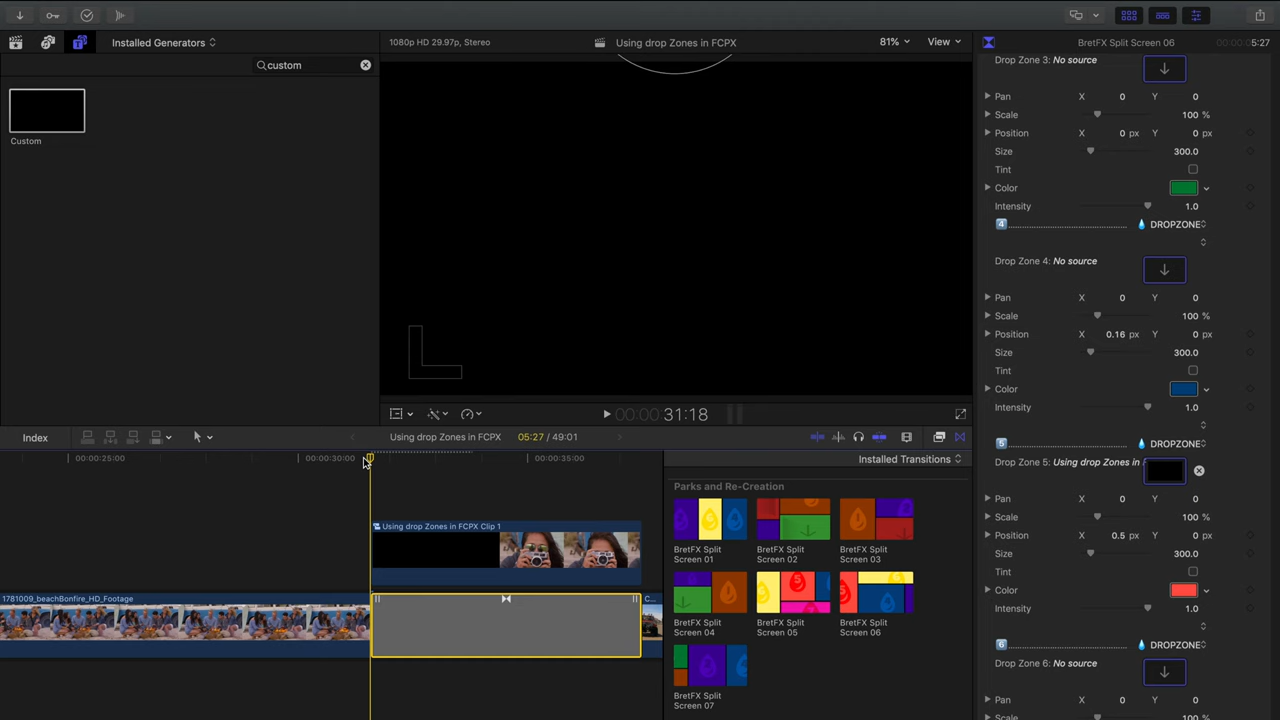 Installed Generators
custom
Custom
1080p HD 29.97p, Stereo
Using drop Zones in FCPX
81%
View
00:00 31:18
BretFX Split Screen 06
00:00:05:27
Drop Zone 3: No source
Pan X 0 Y 0
Scale 100 %
Position X 0 px Y 0 px
Size 300.0
Tint
Color
Intensity 1.0
4 ........................................ 💧 DROPZONE
Drop Zone 4: No source
Pan X 0 Y 0
Scale 100 %
Position X 0.16 px Y 0 px
Size 300.0
Tint
Color
Intensity 1.0
5 ........................................ 💧 DROPZONE
Drop Zone 5: Using drop Zones in F
Pan X 0 Y 0
Scale 100 %
Position X 0.5 px Y 0 px
Size 300.0
Tint
Color
Intensity 1.0
6 ........................................ 💧 DROPZONE
Drop Zone 6: No source
Pan X 0 Y 0
Index
Using drop Zones in FCPX
05:27 / 49:01
00:00:25:00
00:00:30:00
00:00:35:00
Using drop Zones in FCPX Clip 1
1781009_beachBonfire_HD_Footage
C...
Installed Transitions
Parks and Re-Creation
BretFX Split
Screen 01
BretFX Split
Screen 02
BretFX Split
Screen 03
BretFX Split
Screen 04
BretFX Split
Screen 05
BretFX Split
Screen 06
BretFX Split
Screen 07